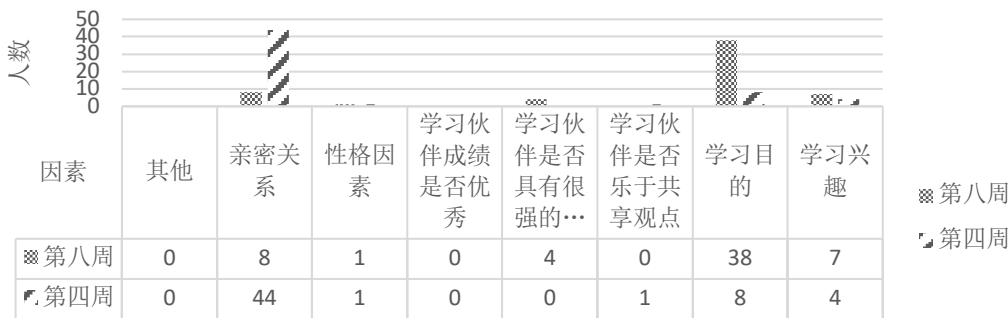 50
40
30
20
10
0
人数
因素
其他
亲密关
系
性格因
素
学习伙
伴成绩
是否优
秀
学习伙
伴是否
具有很
强的…
学习伙
伴是否
乐于共
享观点
学习目
的
学习兴
趣
第八周 0 8 1 0 4 0 38 7
第四周 0 44 1 0 0 1 8 4
第八周
第四周